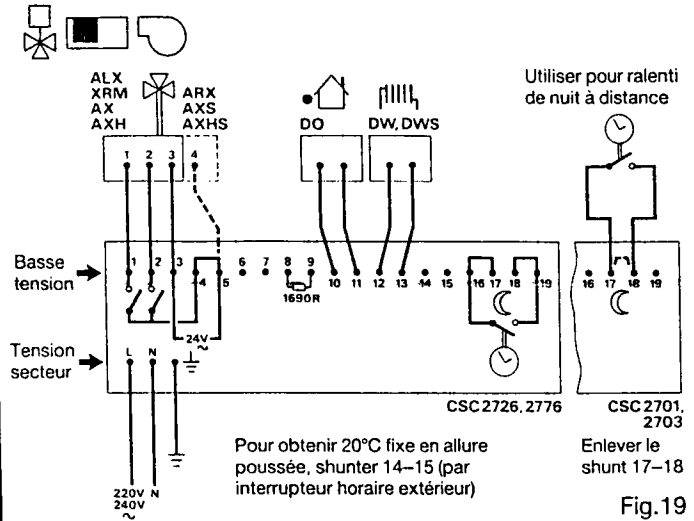 ALX
XRM
AX
AXH
ARX
AXS
AXHS
1 2 3 4
DO
DW, DWS
Utiliser pour ralenti
de nuit à distance
Basse
tension
1 2 3 4 5 6 7 8 9 10 11 12 13 14 15 16 17 18 19
1690R
24V
~
16 17 18 19
Tension
secteur
L N
CSC 2726, 2776
CSC 2701,
2703
220V N
240V
~
Pour obtenir 20°C fixe en allure
poussée, shunter 14–15 (par
interrupteur horaire extérieur)
Enlever le
shunt 17–18
Fig.19